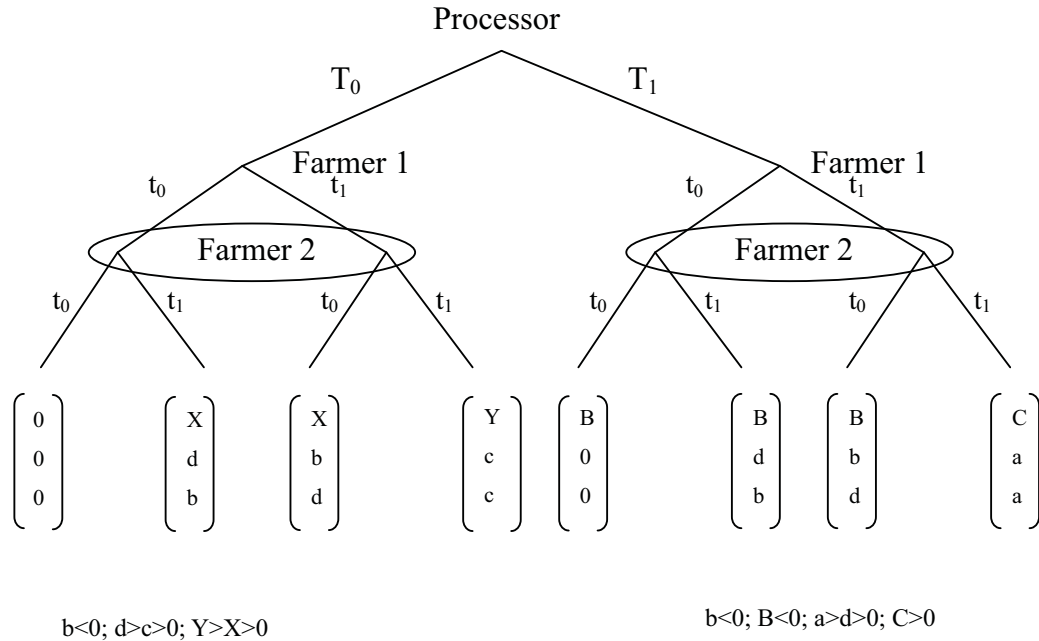 Processor
T₀ T₁
Farmer 1 Farmer 1
t₀ t₁ t₀ t₁
Farmer 2 Farmer 2
t₀ t₁ t₀ t₁ t₀ t₁ t₀ t₁
0 X X Y B B B C
0 d b c 0 d b a
0 b d c 0 b d a
b<0; d>c>0; Y>X>0 b<0; B<0; a>d>0; C>0